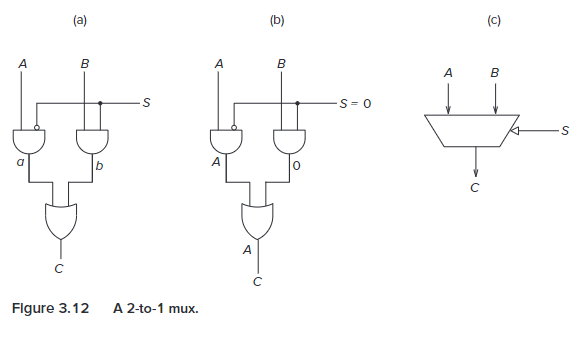 (a) (b) (c)
A B A B
A B
S S = 0
S
a b A 0
C
A
C C
Figure 3.12 A 2-to-1 mux.